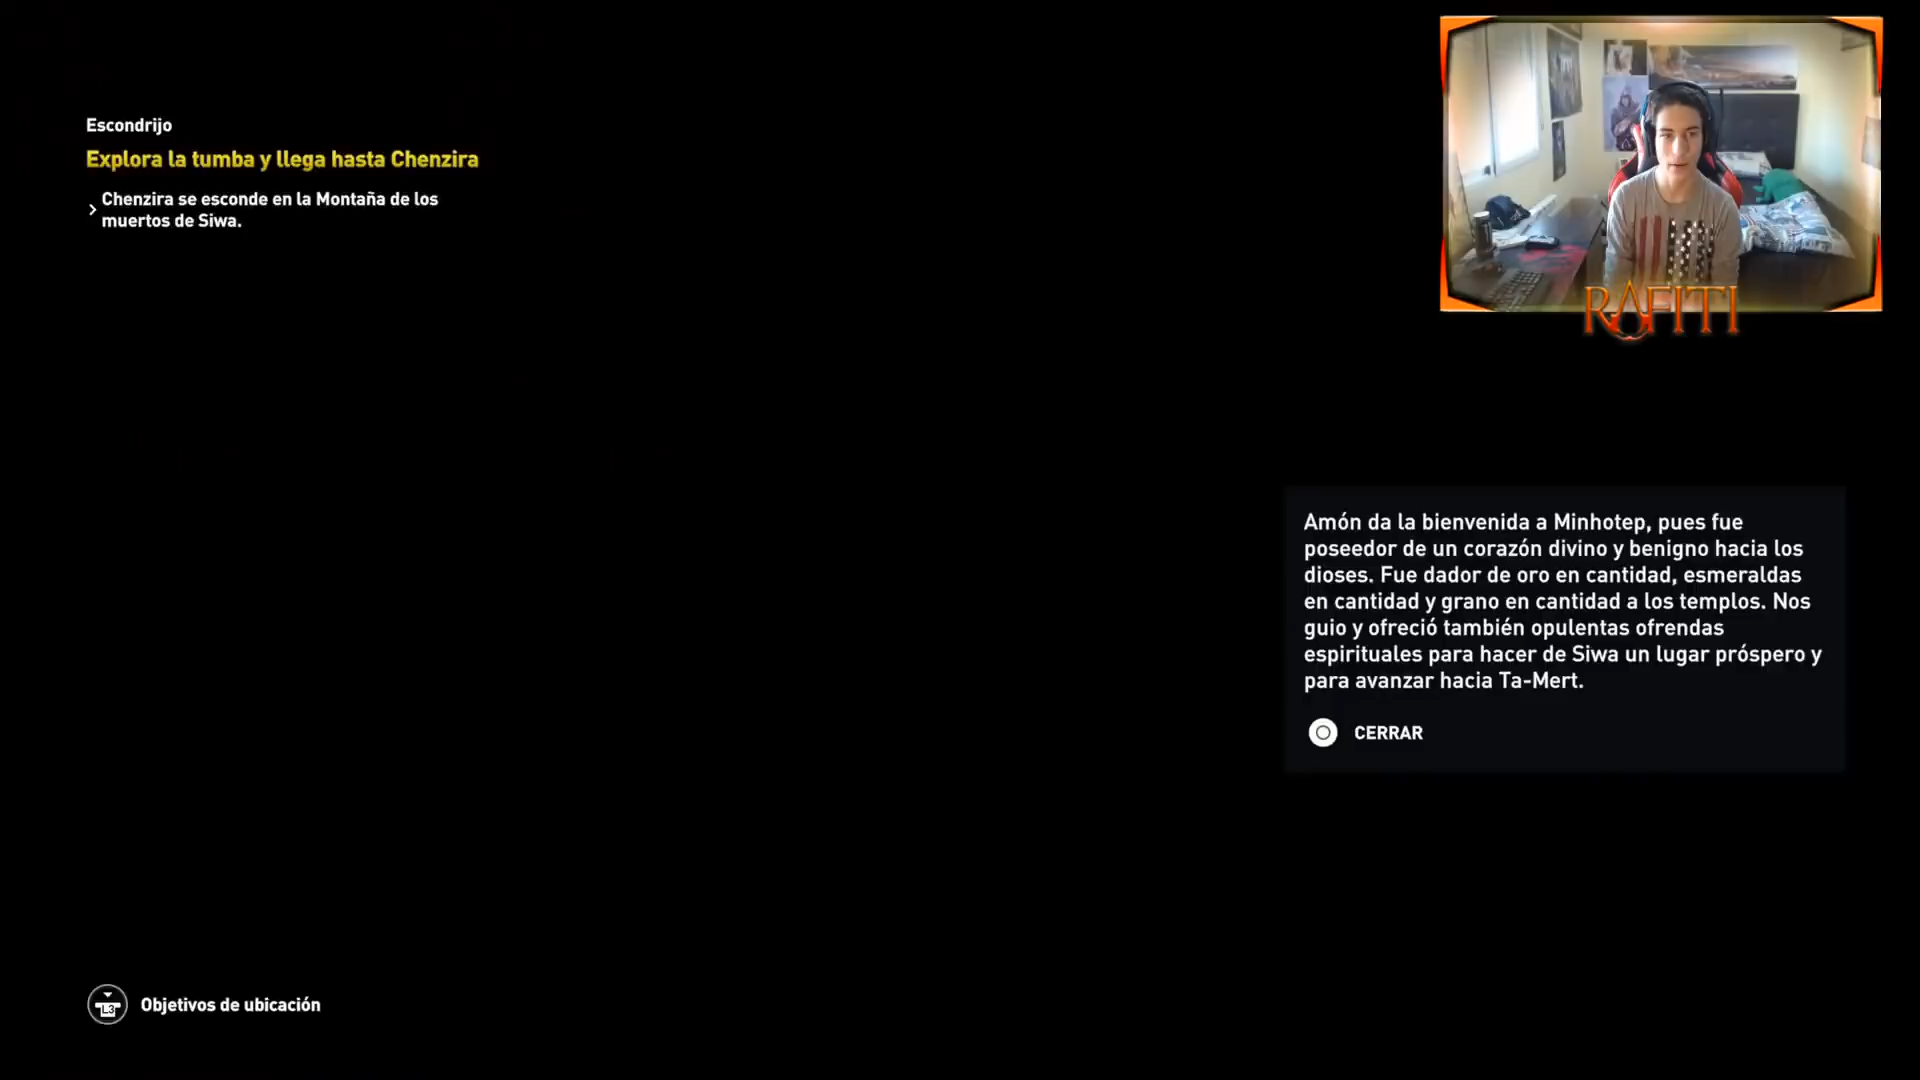 Escondrijo
Explora la tumba y llega hasta Chenzira
Chenzira se esconde en la Montaña de los
muertos de Siwa.
RAFITI
Amón da la bienvenida a Minhotep, pues fue
poseedor de un corazón divino y benigno hacia los
dioses. Fue dador de oro en cantidad, esmeraldas
en cantidad y grano en cantidad a los templos. Nos
guio y ofreció también opulentas ofrendas
espirituales para hacer de Siwa un lugar próspero y
para avanzar hacia Ta-Mert.
CERRAR
L3
Objetivos de ubicación